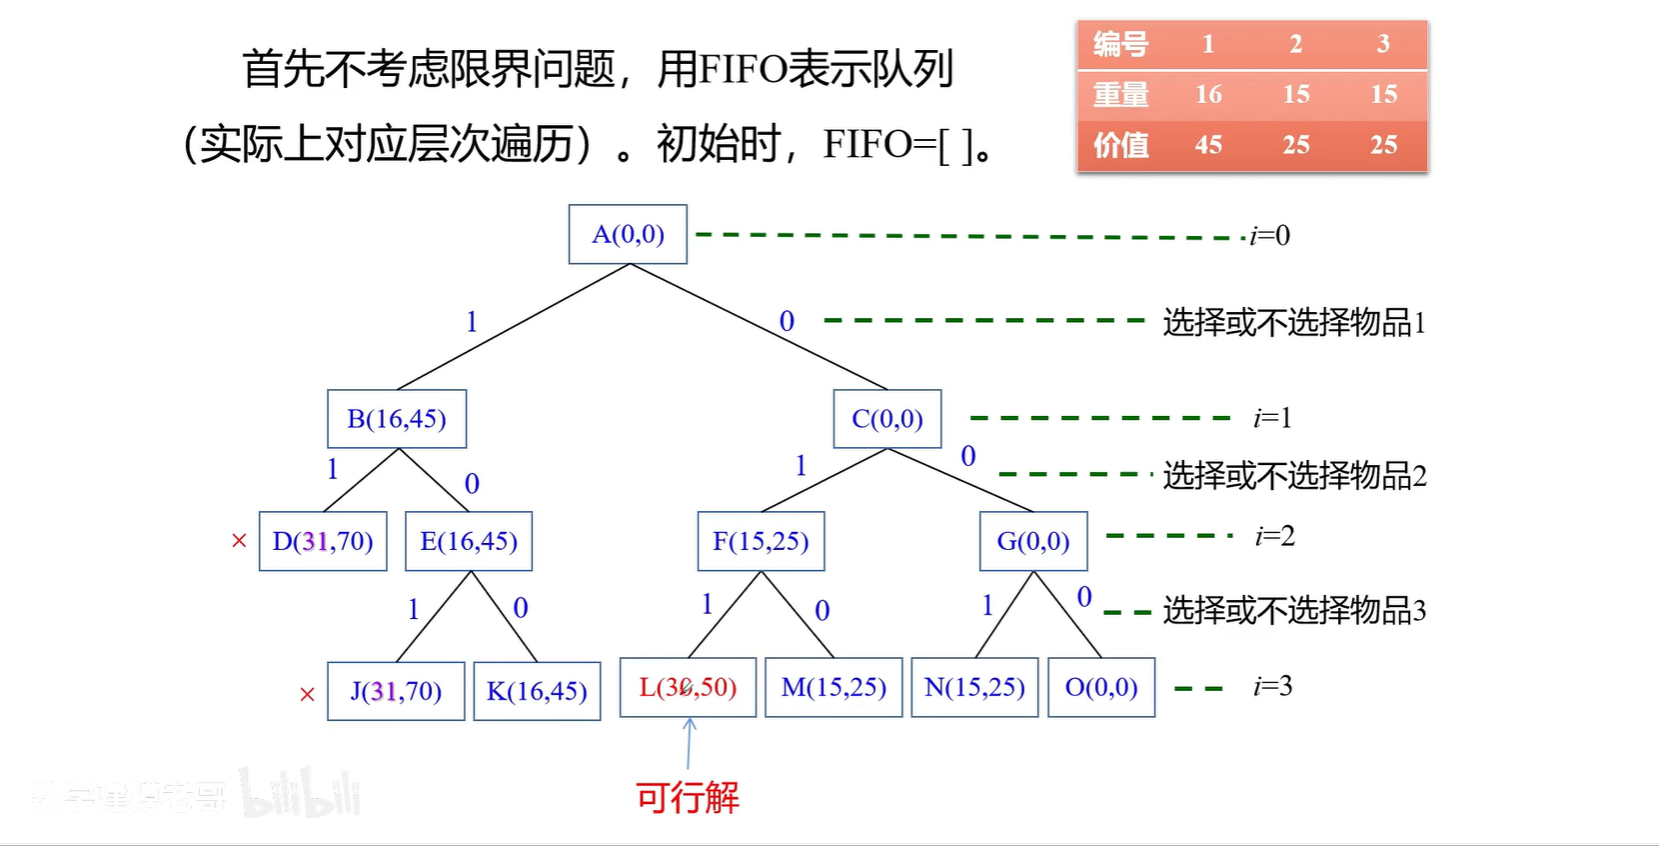 首先不考虑限界问题，用FIFO表示队列
（实际上对应层次遍历）。初始时，FIFO=[ ]。
编号 1 2 3
重量 16 15 15
价值 45 25 25
A(0,0) i=0
1 0 选择或不选择物品1
B(16,45) C(0,0) i=1
1 0 1 0 选择或不选择物品2
× D(31,70) E(16,45) F(15,25) G(0,0) i=2
1 0 1 0 1 0 选择或不选择物品3
× J(31,70) K(16,45) L(30,50) M(15,25) N(15,25) O(0,0) i=3
可行解
bilibili